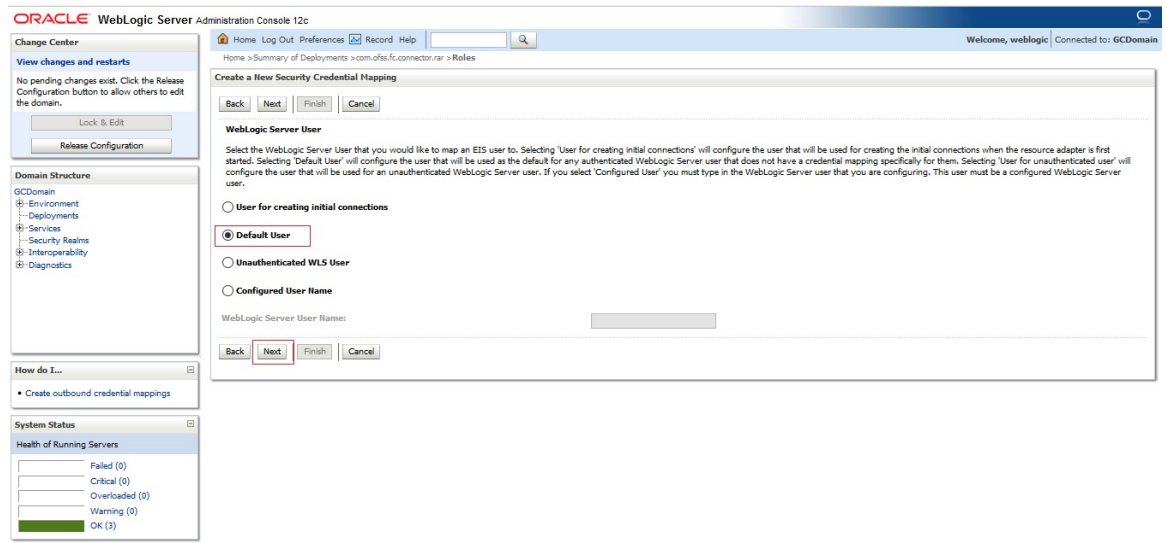 ORACLE WebLogic Server Administration Console 12c
Change Center
View changes and restarts
No pending changes exist. Click the Release
Configuration button to allow others to edit
the domain.
Lock & Edit
Release Configuration
Domain Structure
GCDomain
Environment
Deployments
Services
Security Realms
Interoperability
Diagnostics
How do I...
Create outbound credential mappings
System Status
Health of Running Servers
Failed (0)
Critical (0)
Overloaded (0)
Warning (0)
OK (3)
Home Log Out Preferences Record Help
Welcome, weblogic Connected to: GCDomain
Home >Summary of Deployments >com.ofss.fc.connector.rar >Roles
Create a New Security Credential Mapping
Back Next Finish Cancel
WebLogic Server User
Select the WebLogic Server User that you would like to map an EIS user to. Selecting 'User for creating initial connections' will configure the user that will be used for creating the initial connections when the resource adapter is first
started. Selecting 'Default User' will configure the user that will be used as the default for any authenticated WebLogic Server user that does not have a credential mapping specifically for them. Selecting 'User for unauthenticated user' will
configure the user that will be used for an unauthenticated WebLogic Server user. If you select 'Configured User' you must type in the WebLogic Server user that you are configuring. This user must be a configured WebLogic Server
user.
User for creating initial connections
Default User
Unauthenticated WLS User
Configured User Name
WebLogic Server User Name:
Back Next Finish Cancel